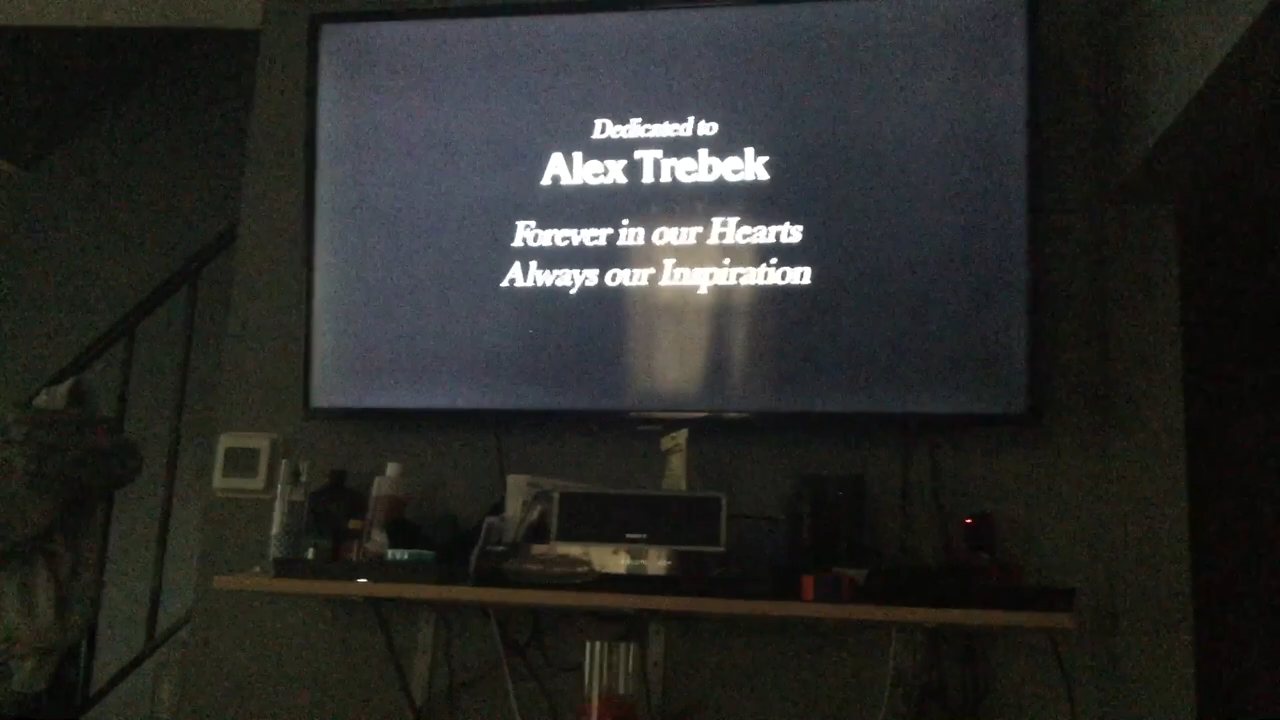 Dedicated to
Alex Trebek
Forever in our Hearts
Always our Inspiration